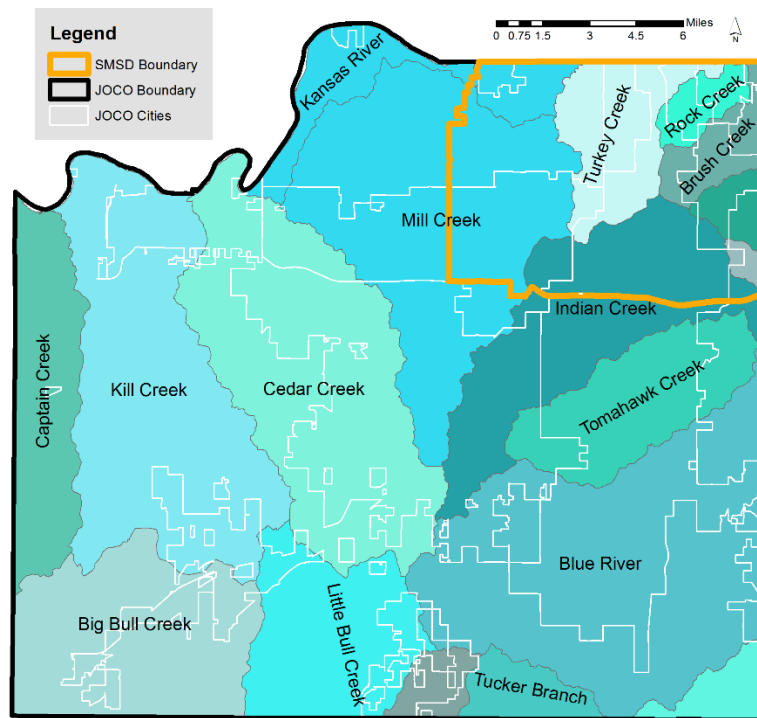 Legend
SMSD Boundary
JOCO Boundary
JOCO Cities
Miles
0 0.75 1.5 3 4.5 6
N
Kansas River
Turkey Creek
Rock Creek
Brush Creek
Mill Creek
Indian Creek
Captain Creek
Kill Creek
Cedar Creek
Tomahawk Creek
Blue River
Big Bull Creek
Little Bull Creek
Tucker Branch